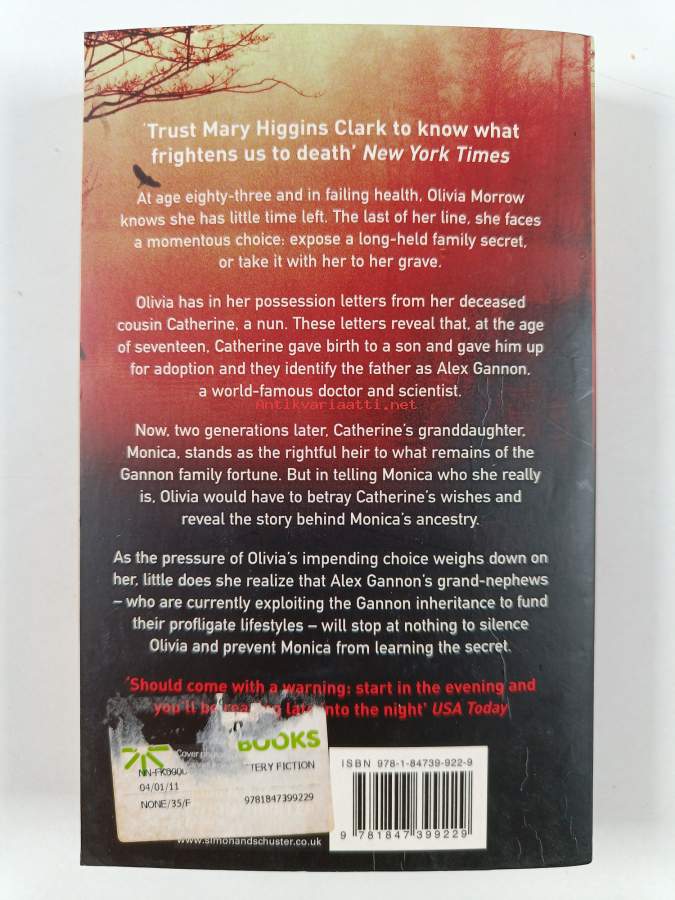 'Trust Mary Higgins Clark to know what
frightens us to death' New York Times
At age eighty-three and in failing health, Olivia Morrow
knows she has little time left. The last of her line, she faces
a momentous choice: expose a long-held family secret,
or take it with her to her grave.
Olivia has in her possession letters from her deceased
cousin Catherine, a nun. These letters reveal that, at the age
of seventeen, Catherine gave birth to a son and gave him up
for adoption and they identify the father as Alex Gannon,
a world-famous doctor and scientist.
Antikvariaatti.net
Now, two generations later, Catherine's granddaughter,
Monica, stands as the rightful heir to what remains of the
Gannon family fortune. But in telling Monica who she really
is, Olivia would have to betray Catherine's wishes and
reveal the story behind Monica's ancestry.
As the pressure of Olivia's impending choice weighs down on
her, little does she realize that Alex Gannon's grand-nephews
– who are currently exploiting the Gannon inheritance to fund
their profligate lifestyles – will stop at nothing to silence
Olivia and prevent Monica from learning the secret.
'Should come with a warning: start in the evening and
you'll be into the night' USA Today
BOOKS
Cover
TERY FICTION
04/01/11
NONE/35/F 9781847399229
www.simonandschuster.co.uk
ISBN 978-1-84739-922-9
9 781847 399229